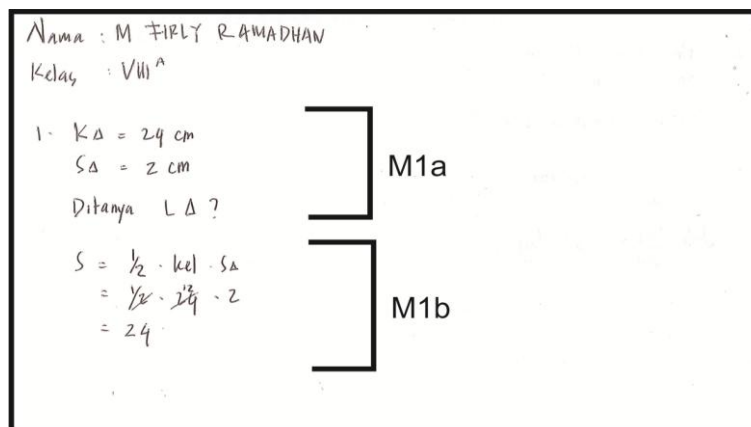 Nama : M FIRLY RAMADHAN
Kelas : VIII A
1. K∆ = 24 cm
S∆ = 2 cm
Ditanya L∆ ?
M1a
S = 1/2 . kel . S∆
= 1/2 . 24 12 . 2
= 24
M1b